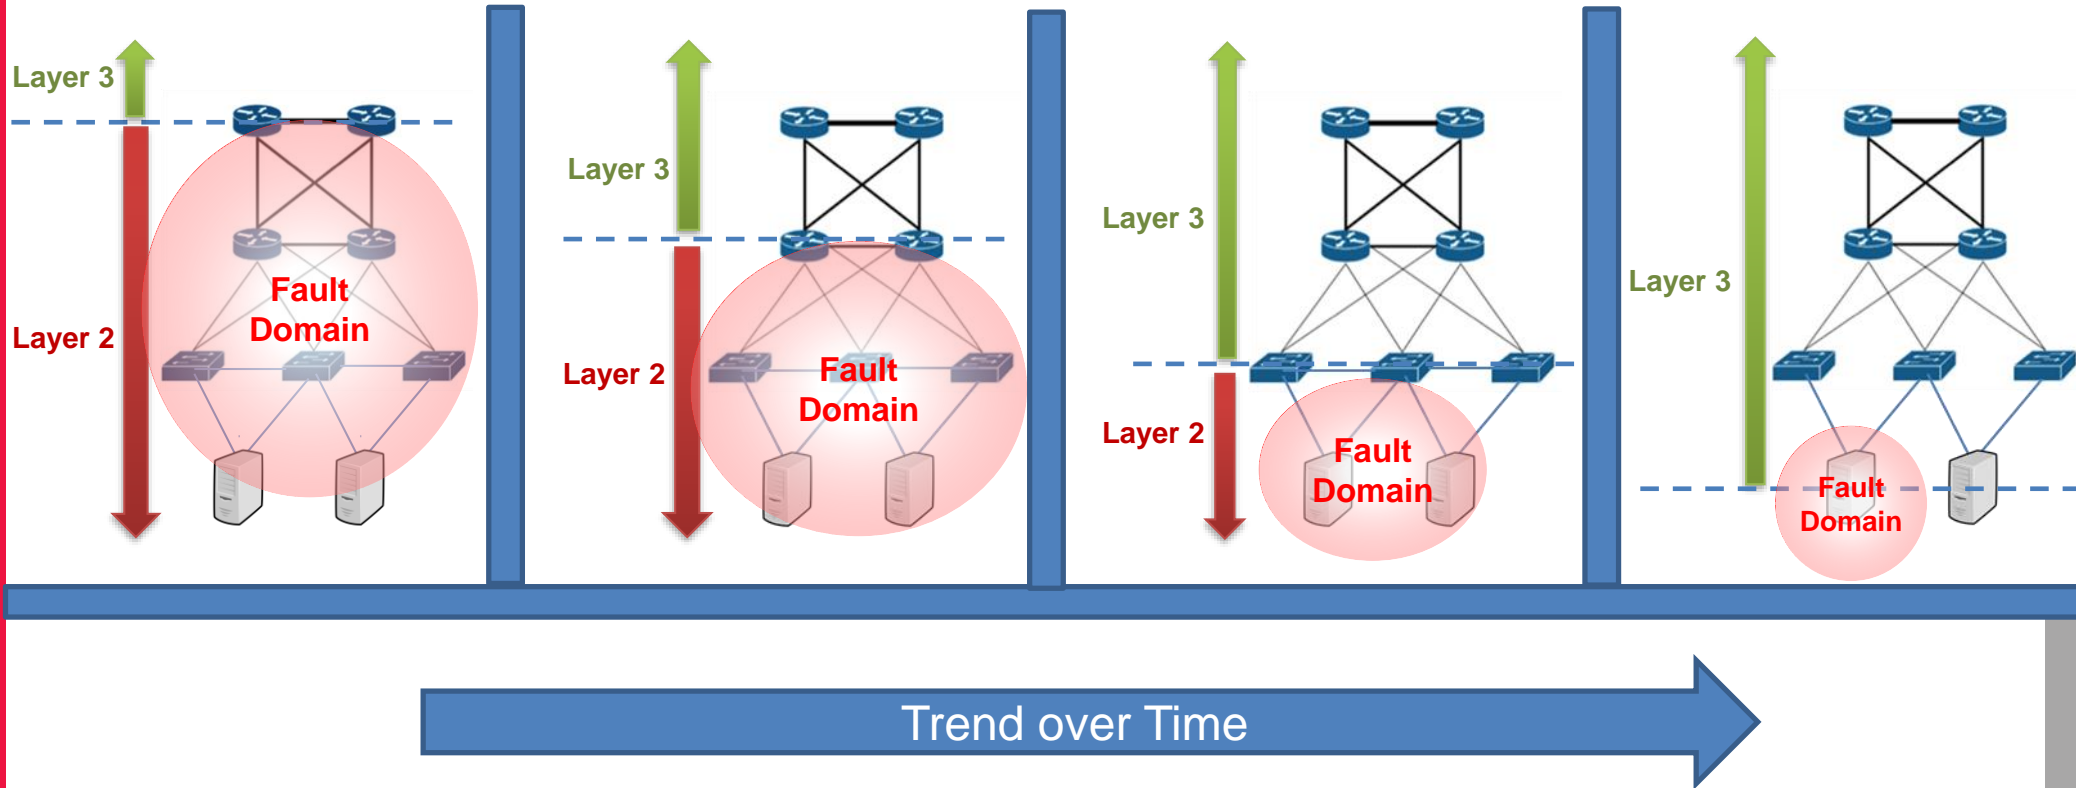 Layer 3
Fault
Domain
Layer 2
Layer 3
Fault
Domain
Layer 2
Layer 3
Layer 2
Fault
Domain
Layer 3
Fault
Domain
Trend over Time